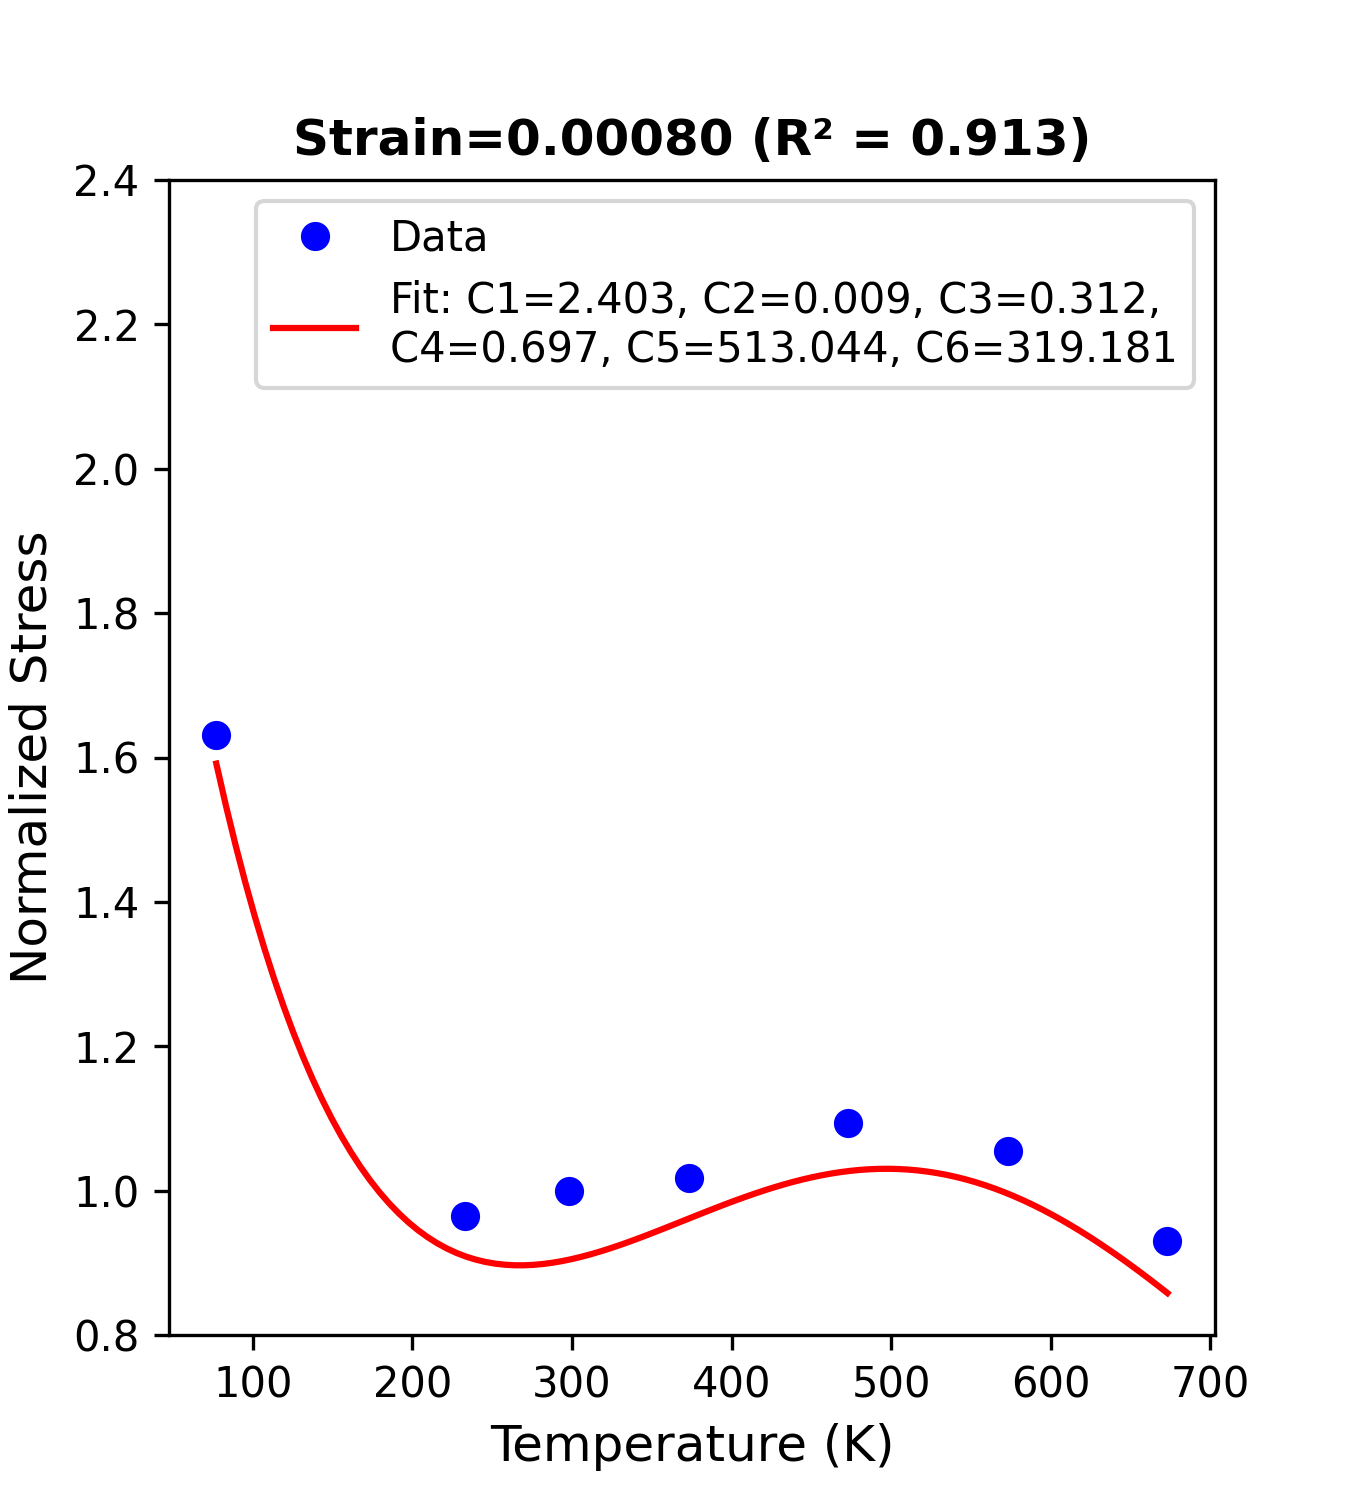 Strain=0.00080 (R² = 0.913)
2.4
2.2
2.0
1.8
1.6
1.4
1.2
1.0
0.8
Normalized Stress
Data
Fit: C1=2.403, C2=0.009, C3=0.312,
C4=0.697, C5=513.044, C6=319.181
100 200 300 400 500 600 700
Temperature (K)